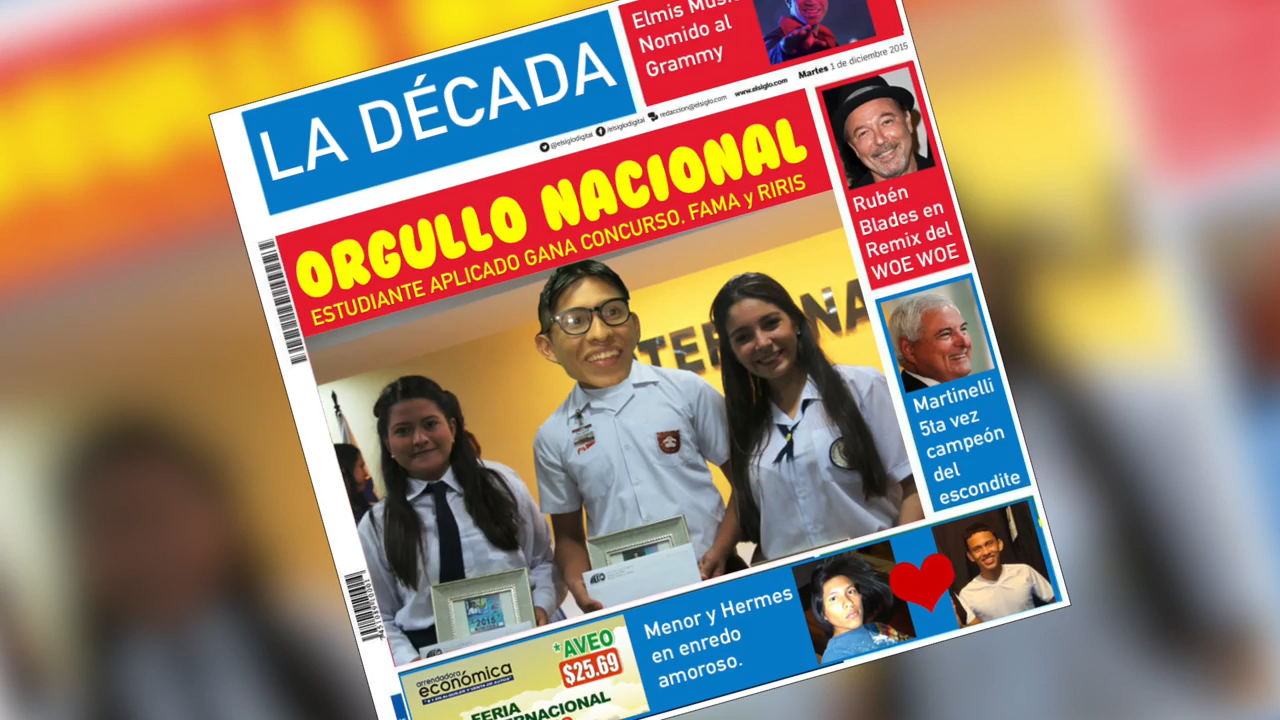 LA DÉCADA
Elmis Music
Nomido al
Grammy
@elsiglodigital /elsiglodigital redaccion@elsiglo.com www.elsiglo.com Martes 1 de diciembre 2015
ORGULLO NACIONAL
ESTUDIANTE APLICADO GANA CONCURSO, FAMA y RIRIS
Rubén
Blades en
Remix del
WOE WOE
Martinelli
5ta vez
campeón
del
escondite
2015
Menor y Hermes
en enredo
amoroso.
arrendadora
económica
*AVEO
$25.69
FERIA